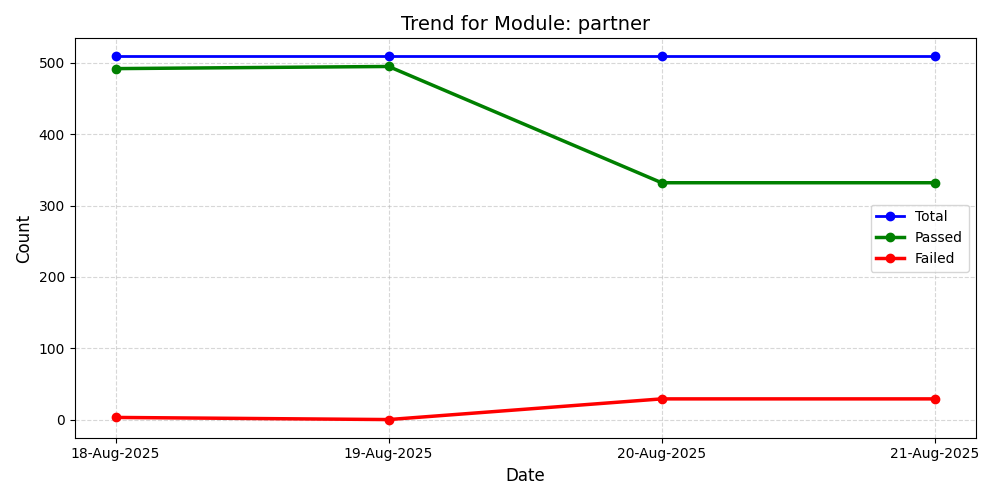 Trend for Module: partner
500
400
300
200
100
0
Count
Total
Passed
Failed
18-Aug-2025
19-Aug-2025
20-Aug-2025
21-Aug-2025
Date